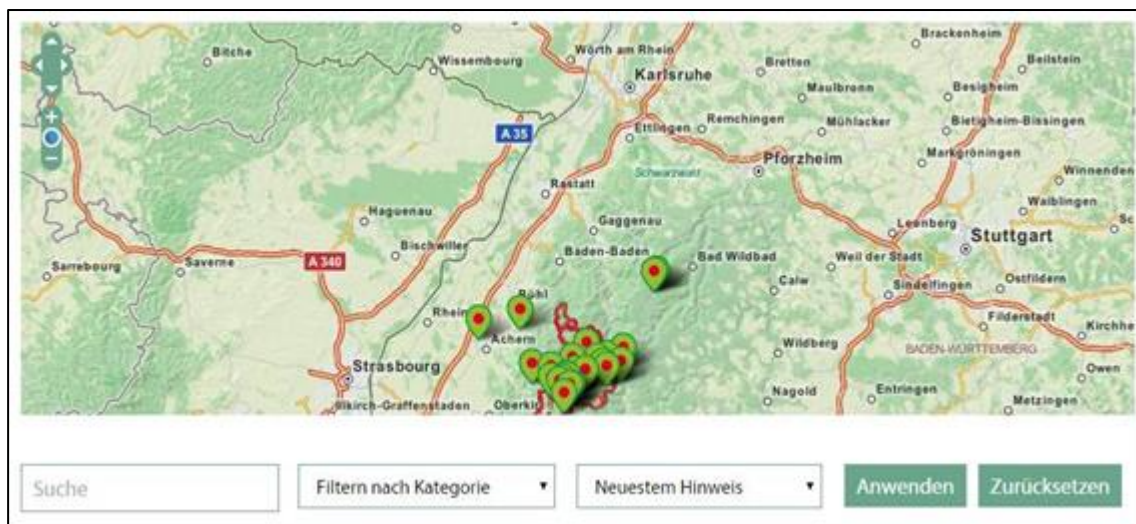 Brackenheim
Bitche
Wissembourg
Wörth am Rhein
Karlsruhe
Bretten
Beilstein
Maulbronn
Besigheim
A 35
Ettlingen
Remchingen
Mühlacker
Bietigheim-Bissingen
Pforzheim
Markgröningen
Schwarzwald
Winnenden
Rastatt
Waiblingen
Haguenau
Gaggenau
Leonberg
Sc
Stuttgart
Bischwiller
Baden-Baden
Bad Wildbad
Weil der Stadt
Sarrebourg
Saverne
A 340
Calw
Ostfildern
Sindelfingen
Bühl
Rhein
Filderstadt
Kirchhe
Achern
Wildberg
BADEN-WÜRTTEMBERG
Strasbourg
Owen
Nagold
Entringen
Illkirch-Graffenstaden
Oberki
Metzingen
Suche
Filtern nach Kategorie
Neuestem Hinweis
Anwenden
Zurücksetzen